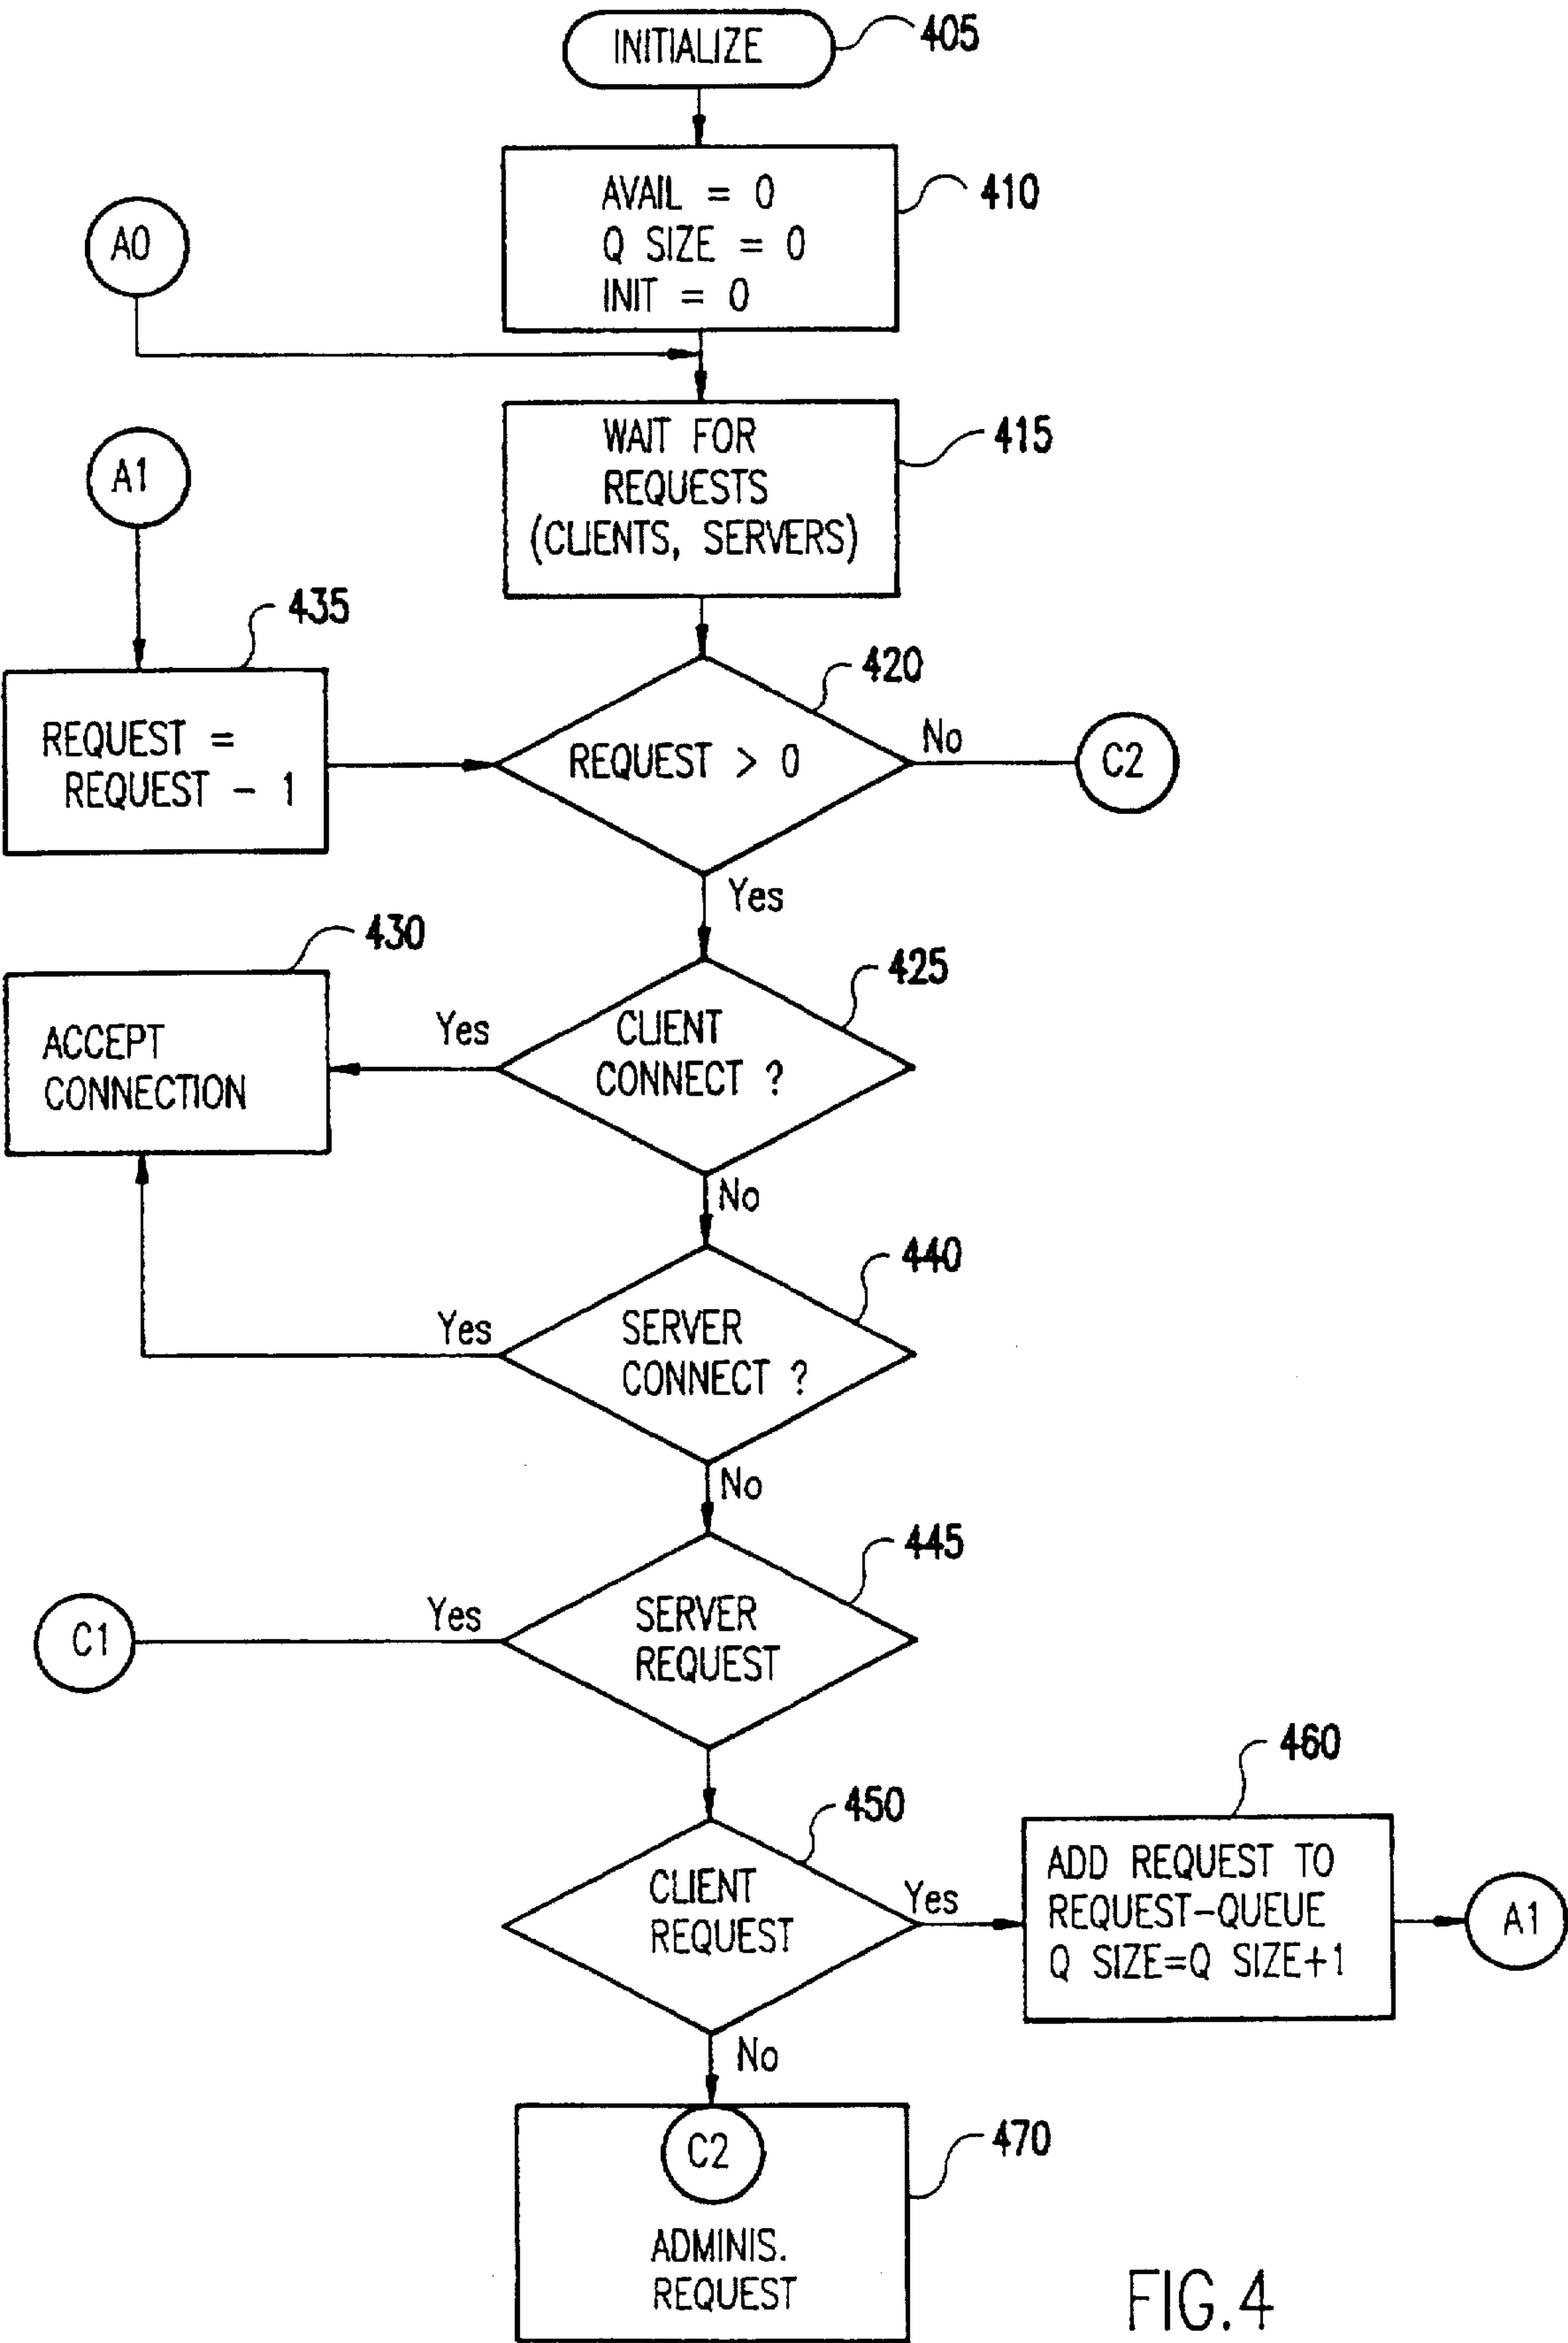 INITIALIZE
405
AVAIL = 0
Q SIZE = 0
INIT = 0
410
A0
WAIT FOR
REQUESTS
(CLIENTS, SERVERS)
415
A1
435
REQUEST =
REQUEST - 1
420
REQUEST > 0
No
C2
Yes
430
ACCEPT
CONNECTION
425
Yes
CLIENT
CONNECT ?
No
440
Yes
SERVER
CONNECT ?
No
445
C1
Yes
SERVER
REQUEST
450
CLIENT
REQUEST
Yes
460
ADD REQUEST TO
REQUEST-QUEUE
Q SIZE=Q SIZE+1
A1
No
C2
470
ADMINIS.
REQUEST
FIG.4